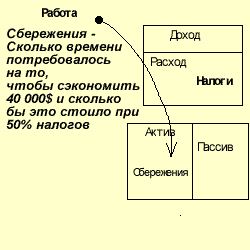 Работа
Сбережения -
Сколько времени
потребовалось
на то,
чтобы сэкономить
40 000$ и сколько
бы это стоило при
50% налогов
Доход
Расход
Налоги
Актив
Пассив
Сбережения